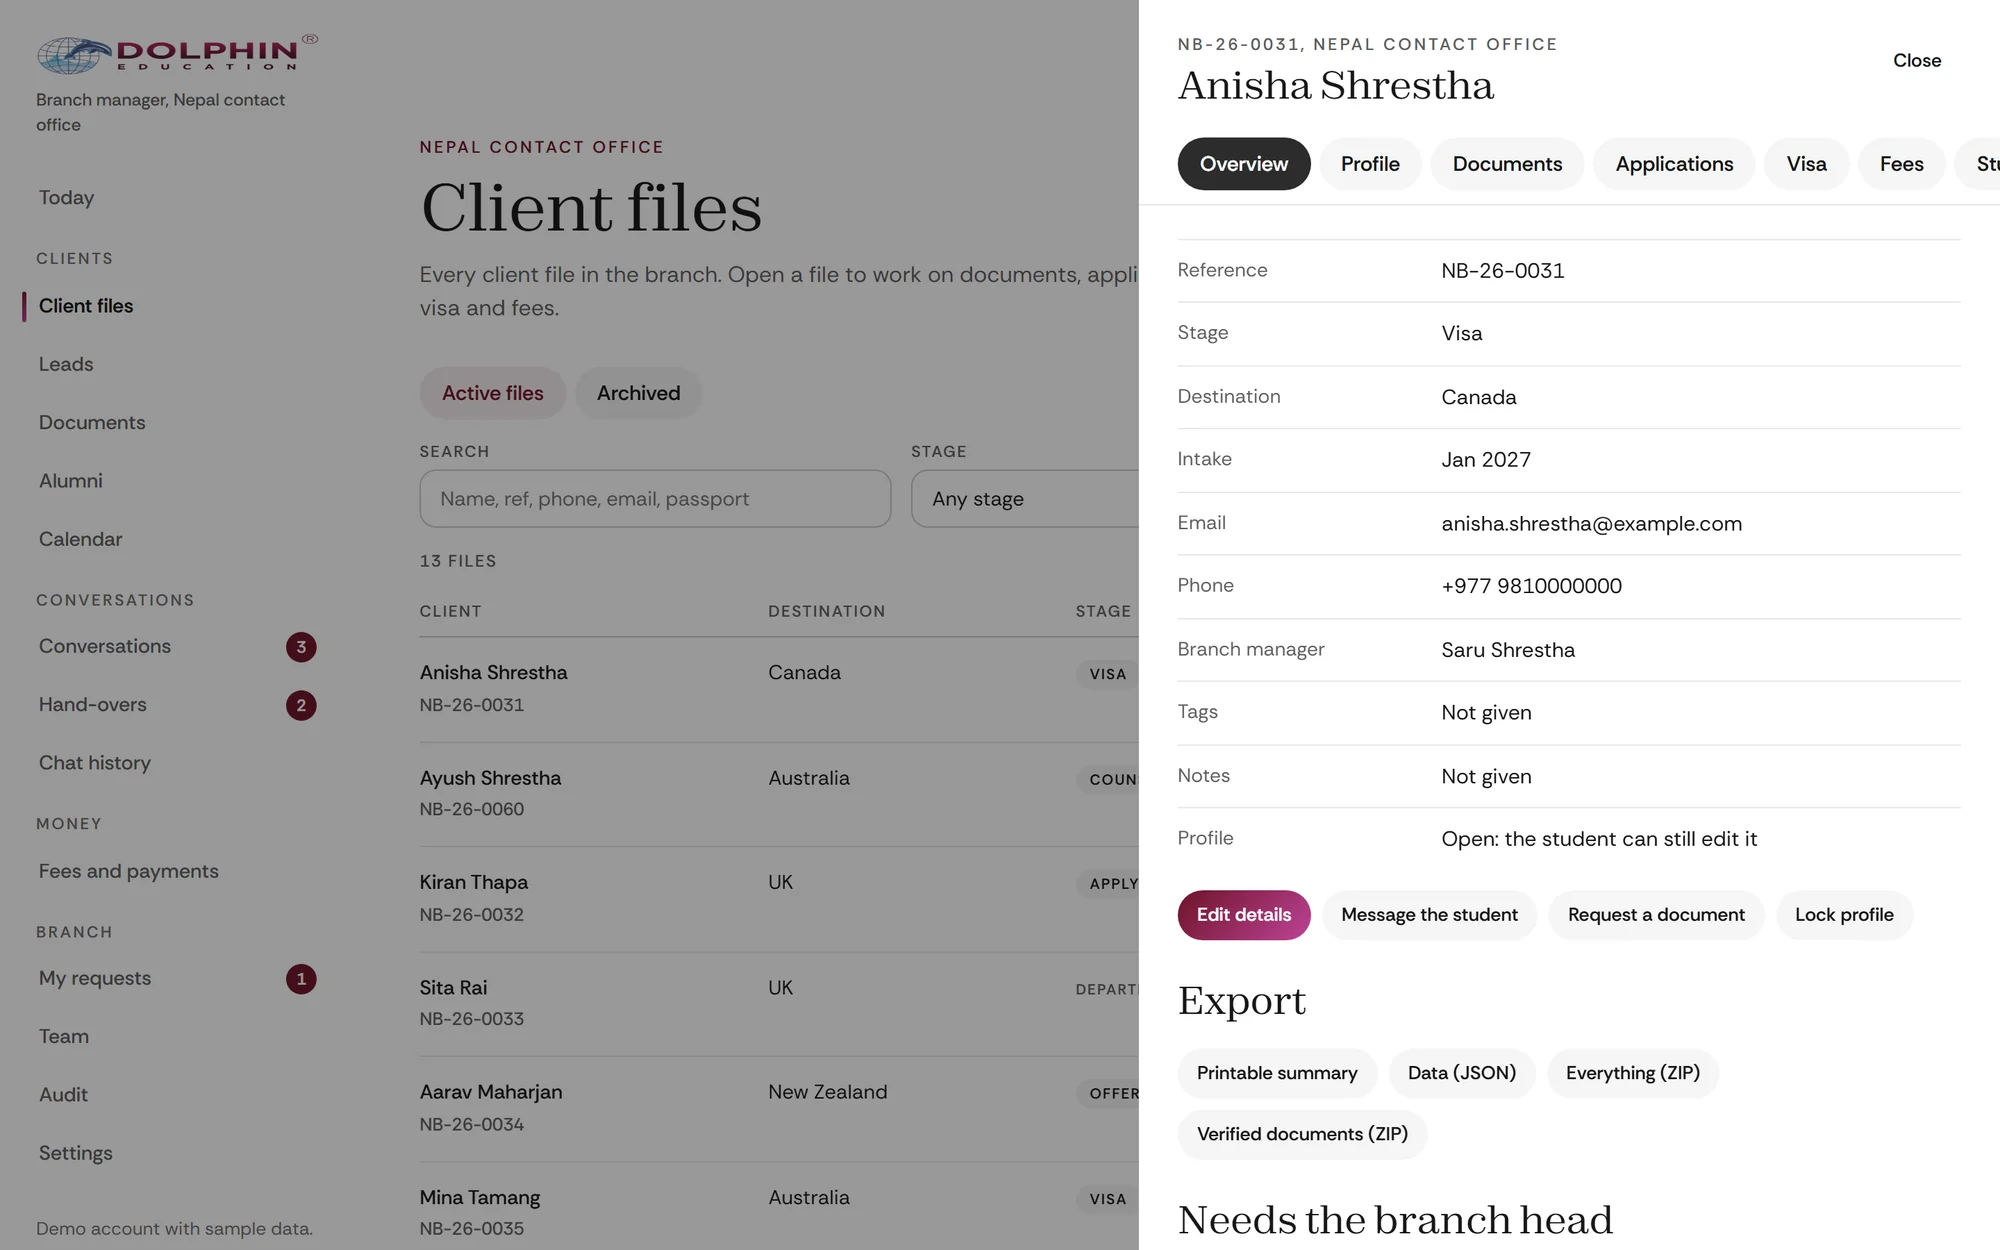 DOLPHIN®
EDUCATION
Branch manager, Nepal contact
office
Today
CLIENTS
Client files
Leads
Documents
Alumni
Calendar
CONVERSATIONS
Conversations 3
Hand-overs 2
Chat history
MONEY
Fees and payments
BRANCH
My requests 1
Team
Audit
Settings
Demo account with sample data.
NEPAL CONTACT OFFICE
Client files
Every client file in the branch. Open a file to work on documents, appli
visa and fees.
Active files Archived
SEARCH STAGE
Name, ref, phone, email, passport Any stage
13 FILES
CLIENT DESTINATION STAGE
Anisha Shrestha Canada VISA
NB-26-0031
Ayush Shrestha Australia COUN
NB-26-0060
Kiran Thapa UK APPLY
NB-26-0032
Sita Rai UK DEPART
NB-26-0033
Aarav Maharjan New Zealand OFFER
NB-26-0034
Mina Tamang Australia VISA
NB-26-0035
NB-26-0031, NEPAL CONTACT OFFICE
Anisha Shrestha
Close
Overview Profile Documents Applications Visa Fees Stu
Reference NB-26-0031
Stage Visa
Destination Canada
Intake Jan 2027
Email anisha.shrestha@example.com
Phone +977 9810000000
Branch manager Saru Shrestha
Tags Not given
Notes Not given
Profile Open: the student can still edit it
Edit details Message the student Request a document Lock profile
Export
Printable summary Data (JSON) Everything (ZIP)
Verified documents (ZIP)
Needs the branch head